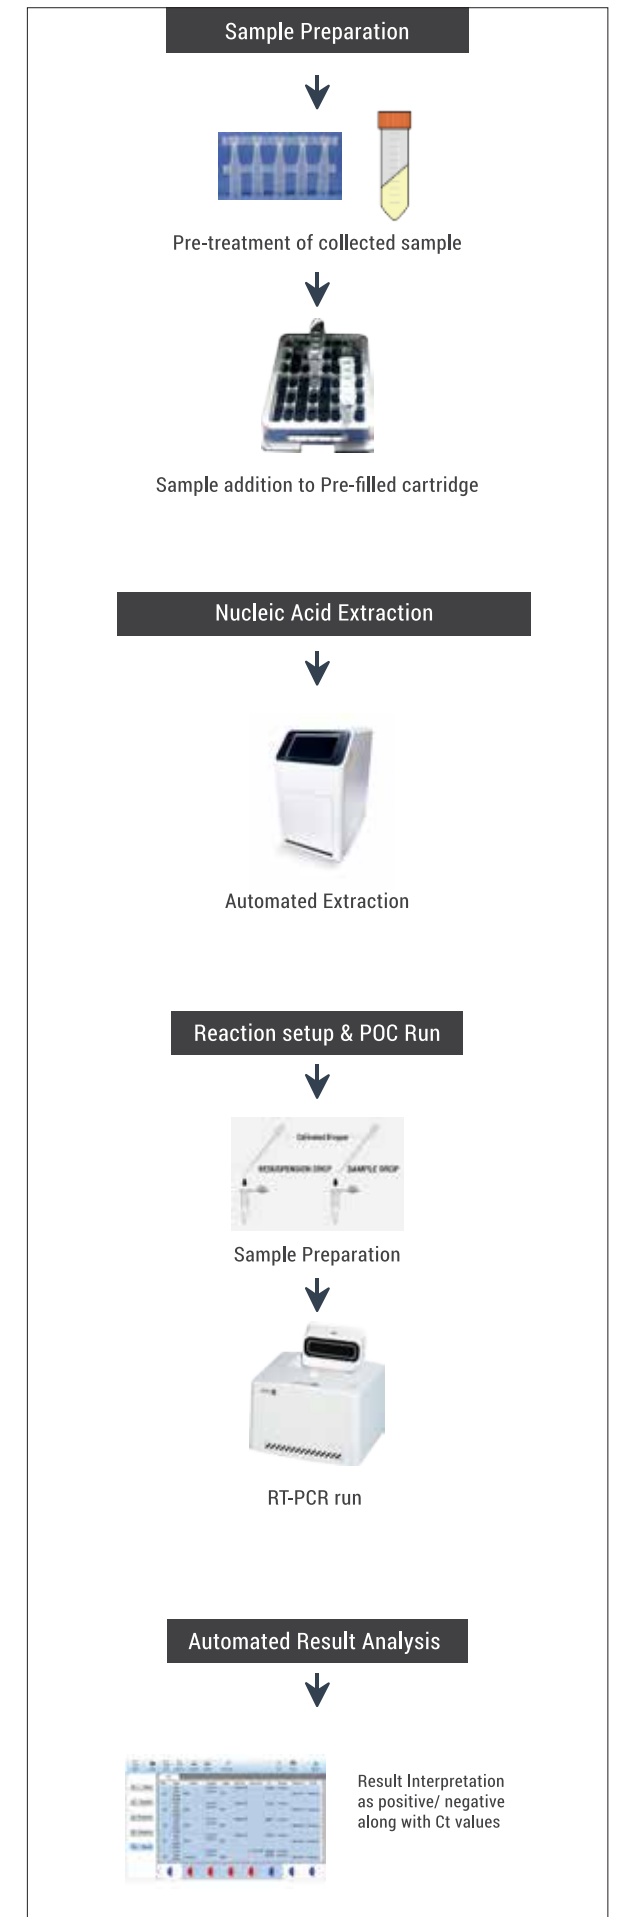 Sample Preparation
Pre-treatment of collected sample
Sample addition to Pre-filled cartridge
Nucleic Acid Extraction
Automated Extraction
Reaction setup & POC Run
RESUSPENSION DROP SAMPLE DROP
Sample Preparation
RT-PCR run
Automated Result Analysis
Result Interpretation
as positive/ negative
along with Ct values